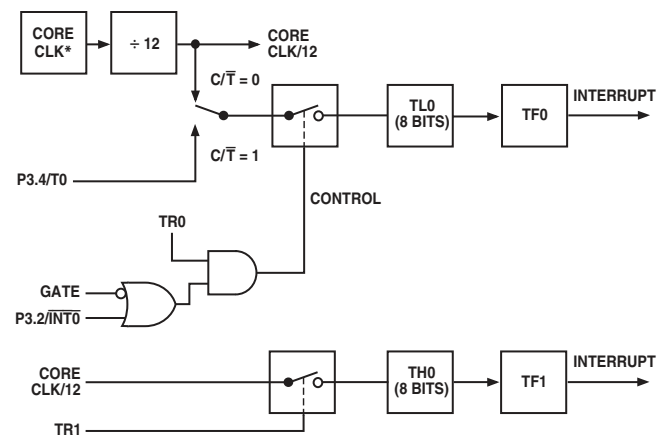 CORE
CLK*
÷ 12
CORE
CLK/12
C/T̅ = 0
TL0
(8 BITS)
TF0
INTERRUPT
C/T̅ = 1
P3.4/T0
CONTROL
TR0
GATE
P3.2/I̅N̅T̅0̅
CORE
CLK/12
TH0
(8 BITS)
TF1
INTERRUPT
TR1